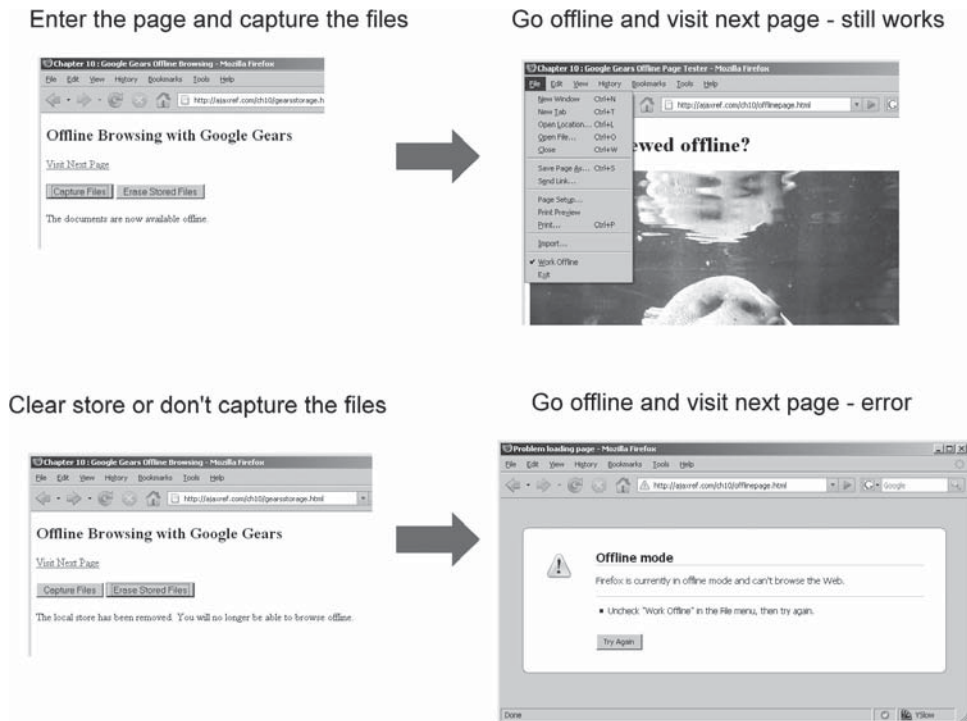 Enter the page and capture the files
Go offline and visit next page - still works
Chapter 10 : Google Gears Offline Browsing - Mozilla Firefox
File Edit View History Bookmarks Tools Help
http://ajaxref.com/ch10/gearsstorage.h
Offline Browsing with Google Gears
Visit Next Page
Capture Files Erase Stored Files
The documents are now available offline.
Chapter 10 : Google Gears Offline Page Tester - Mozilla Firefox
File Edit View History Bookmarks Tools Help
http://ajaxref.com/ch10/offlinepage.html
New Window Ctrl+N
New Tab Ctrl+T
Open Location... Ctrl+L
Open File... Ctrl+O
Close Ctrl+W
Save Page As... Ctrl+S
Send Link...
Page Setup...
Print Preview
Print... Ctrl+P
Import...
✔ Work Offline
Exit
ewed offline?
Clear store or don't capture the files
Go offline and visit next page - error
Chapter 10 : Google Gears Offline Browsing - Mozilla Firefox
File Edit View History Bookmarks Tools Help
http://ajaxref.com/ch10/gearsstorage.html
Offline Browsing with Google Gears
Visit Next Page
Capture Files Erase Stored Files
The local store has been removed. You will no longer be able to browse offline.
Problem loading page - Mozilla Firefox
File Edit View History Bookmarks Tools Help
http://ajaxref.com/ch10/offlinepage.html
Google
Offline mode
Firefox is currently in offline mode and can't browse the Web.
▪ Uncheck "Work Offline" in the File menu, then try again.
Try Again
Done
YSlow